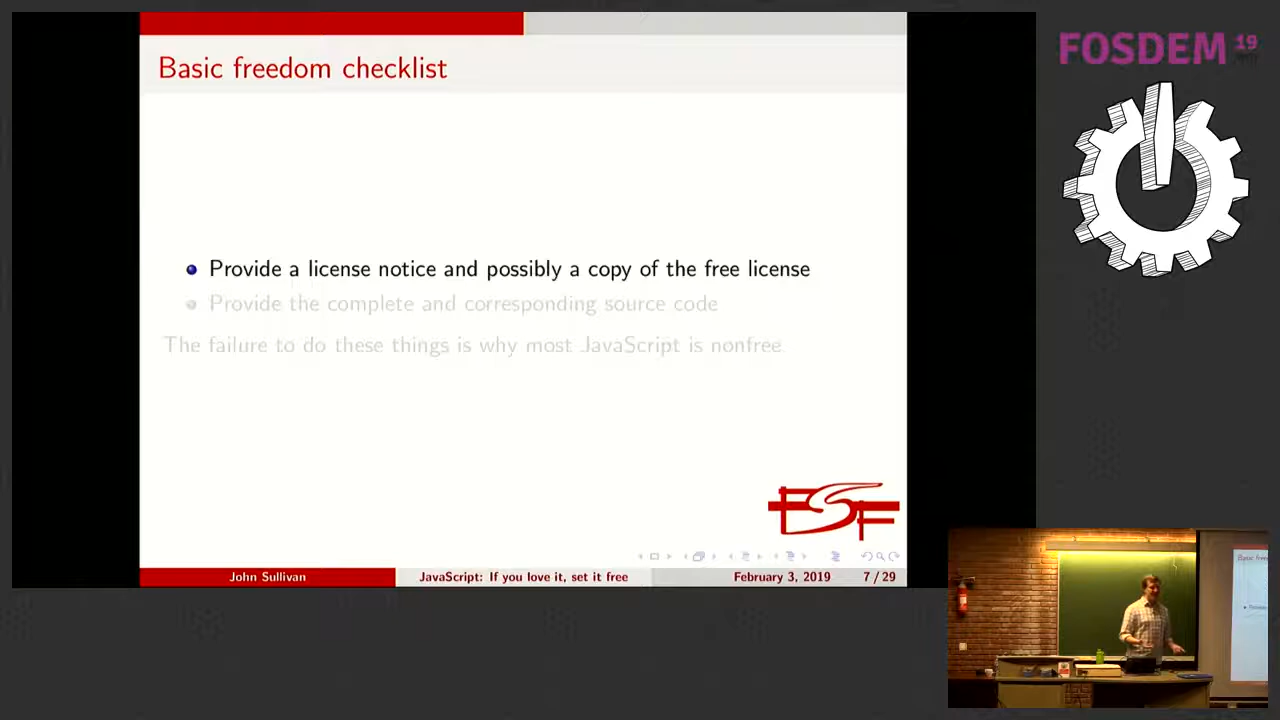 Basic freedom checklist
FOSDEM 19
Provide a license notice and possibly a copy of the free license
Provide the complete and corresponding source code
The failure to do these things is why most JavaScript is nonfree.
FSF
John Sullivan
JavaScript: If you love it, set it free
February 3, 2019
7 / 29